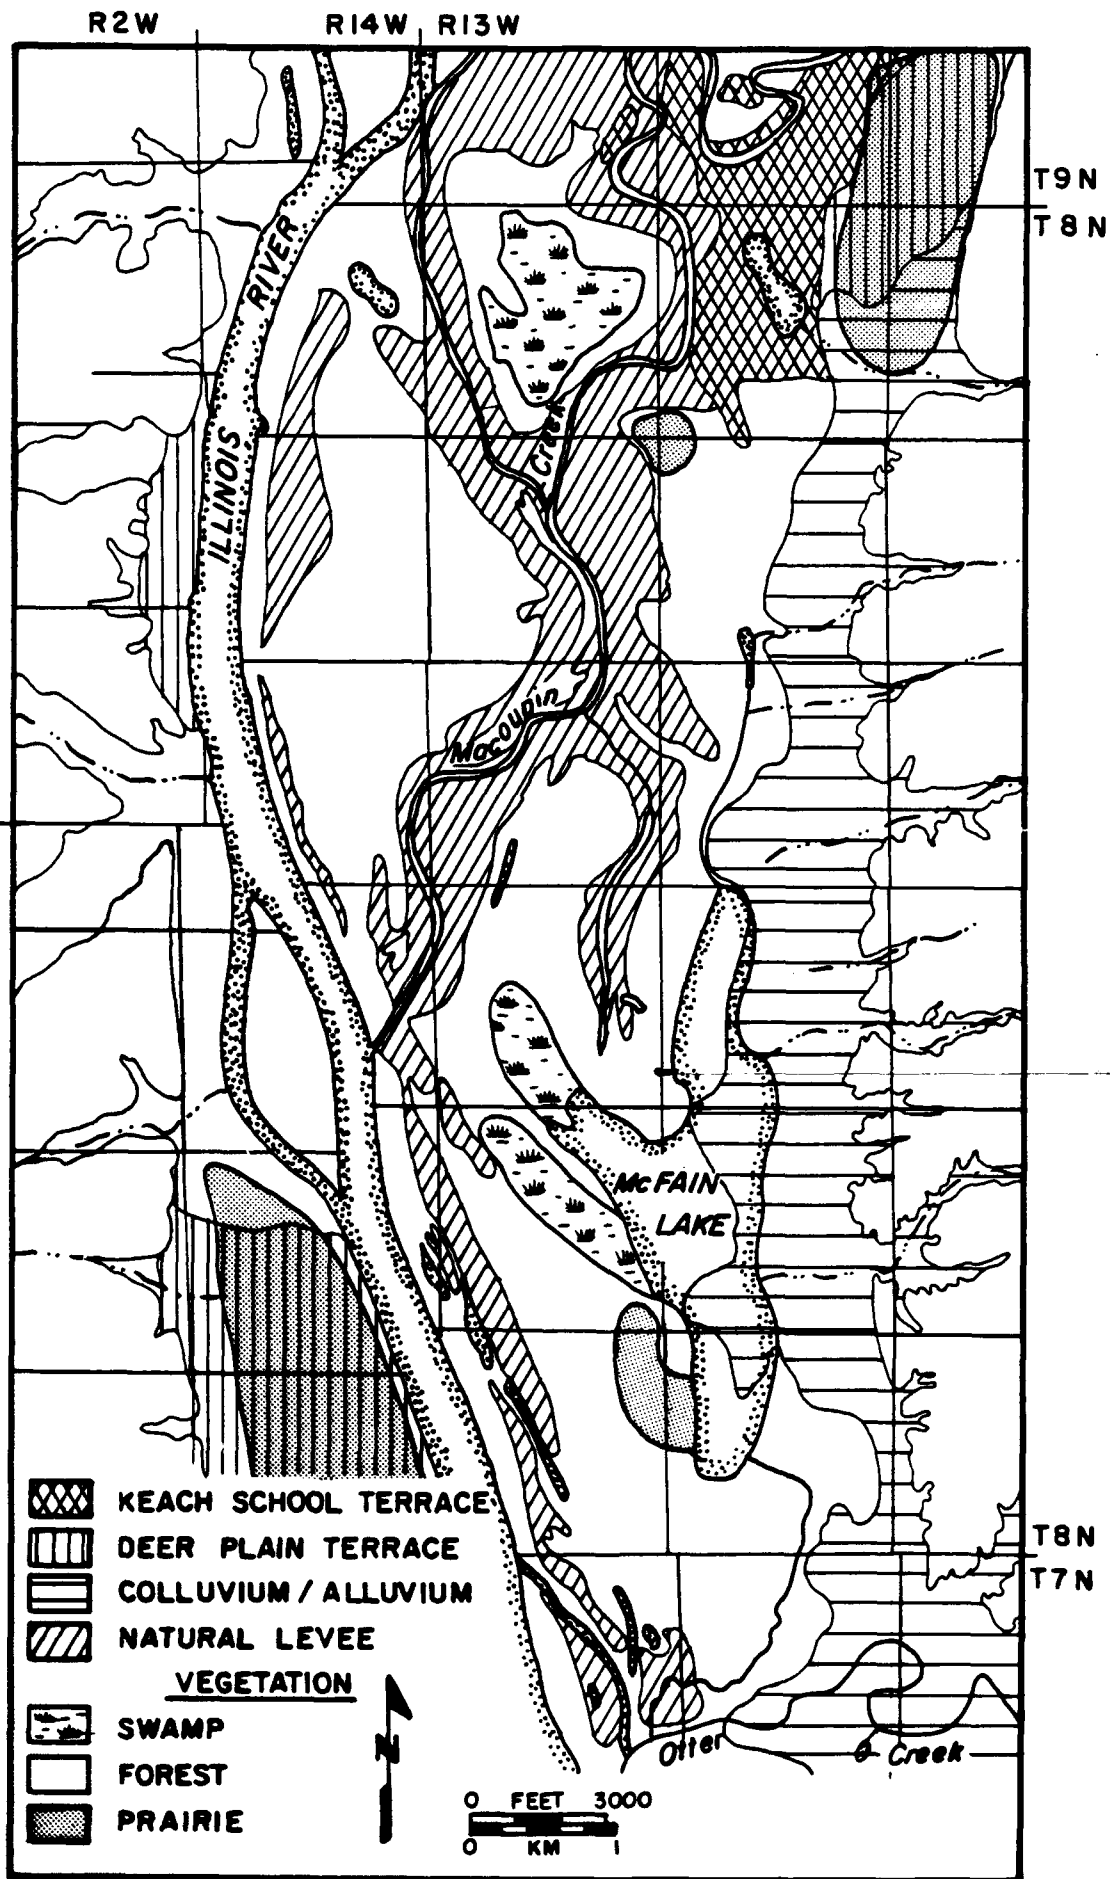 R2W R14W R13W
T9N
T8N
ILLINOIS RIVER
Creek
Macoupin
McFAIN
LAKE
T8N
T7N
KEACH SCHOOL TERRACE
DEER PLAIN TERRACE
COLLUVIUM / ALLUVIUM
NATURAL LEVEE
VEGETATION
SWAMP
FOREST
PRAIRIE
N
0 FEET 3000
0 KM 1
Otter Creek